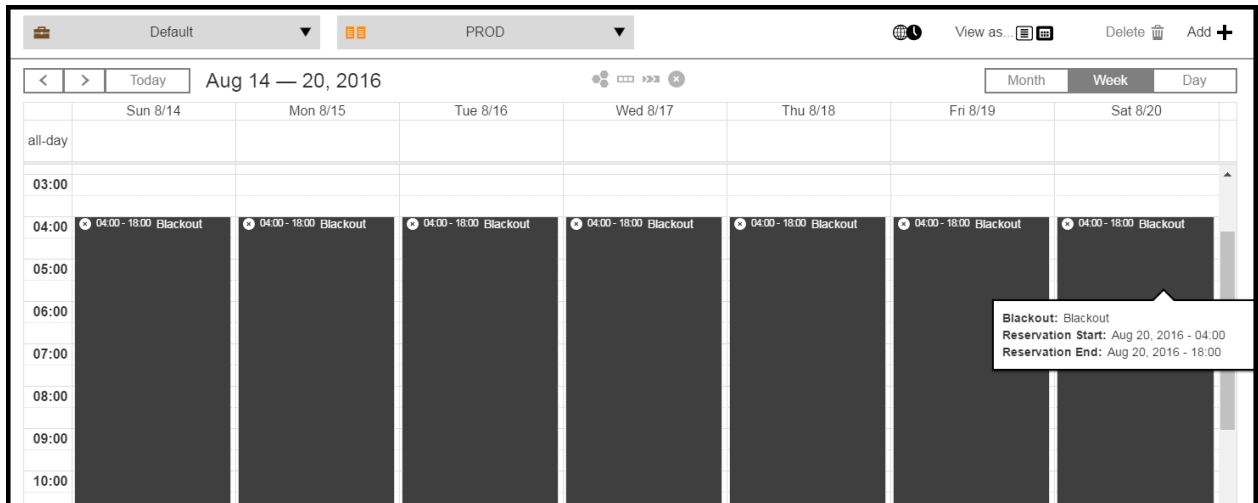 Default PROD View as... Delete Add
Today Aug 14 — 20, 2016 Month Week Day
Sun 8/14 Mon 8/15 Tue 8/16 Wed 8/17 Thu 8/18 Fri 8/19 Sat 8/20
all-day
03:00
04:00 04:00 - 18:00 Blackout 04:00 - 18:00 Blackout 04:00 - 18:00 Blackout 04:00 - 18:00 Blackout 04:00 - 18:00 Blackout 04:00 - 18:00 Blackout 04:00 - 18:00 Blackout
05:00
06:00
Blackout: Blackout
Reservation Start: Aug 20, 2016 - 04:00
07:00 Reservation End: Aug 20, 2016 - 18:00
08:00
09:00
10:00